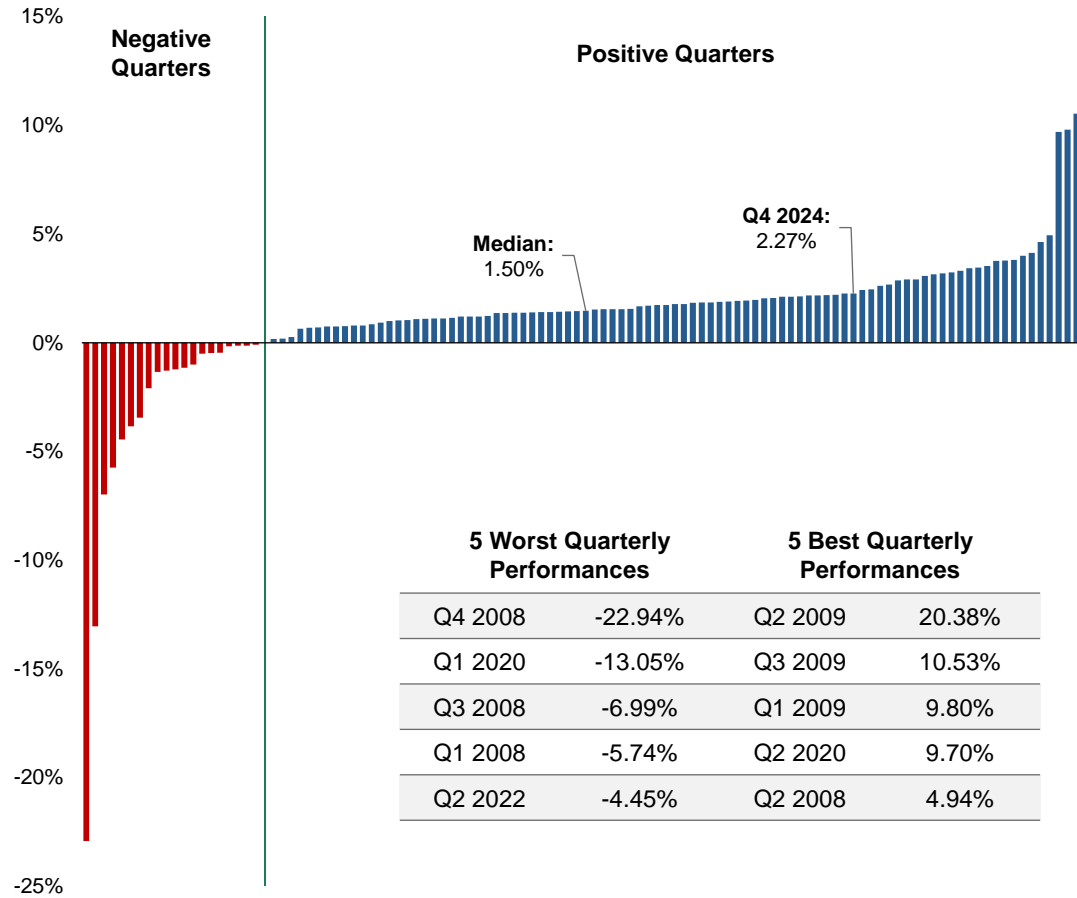 15%
Negative
Quarters
Positive Quarters
10%
5%
Median:
1.50%
Q4 2024:
2.27%
0%
-5%
-10%
-15%
-20%
-25%
5 Worst Quarterly
Performances
5 Best Quarterly
Performances
Q4 2008 -22.94% Q2 2009 20.38%
Q1 2020 -13.05% Q3 2009 10.53%
Q3 2008 -6.99% Q1 2009 9.80%
Q1 2008 -5.74% Q2 2020 9.70%
Q2 2022 -4.45% Q2 2008 4.94%